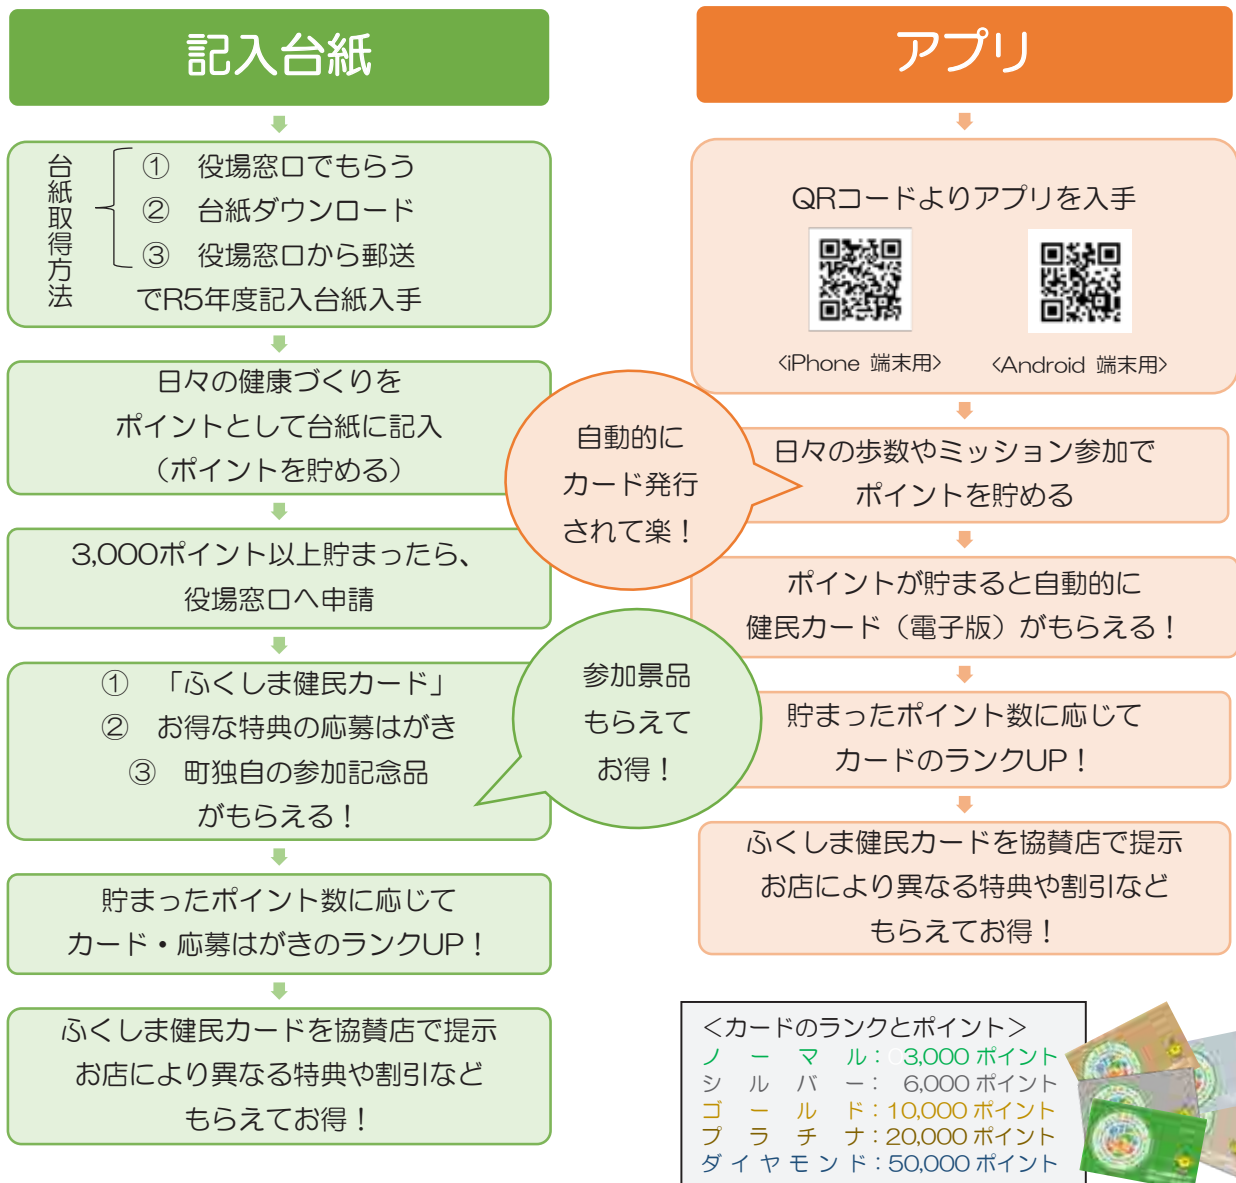 記入台紙
台紙取得方法
① 役場窓口でもらう
② 台紙ダウンロード
③ 役場窓口から郵送
でR5年度記入台紙入手
日々の健康づくりを
ポイントとして台紙に記入
（ポイントを貯める）
3,000ポイント以上貯まったら、
役場窓口へ申請
① 「ふくしま健民カード」
② お得な特典の応募はがき
③ 町独自の参加記念品
がもらえる！
参加景品
もらえて
お得！
貯まったポイント数に応じて
カード・応募はがきのランクUP！
ふくしま健民カードを協賛店で提示
お店により異なる特典や割引など
もらえてお得！
アプリ
QRコードよりアプリを入手
<iPhone 端末用>
<Android 端末用>
自動的に
カード発行
されて楽！
日々の歩数やミッション参加で
ポイントを貯める
ポイントが貯まると自動的に
健民カード（電子版）がもらえる！
貯まったポイント数に応じて
カードのランクUP！
ふくしま健民カードを協賛店で提示
お店により異なる特典や割引など
もらえてお得！
＜カードのランクとポイント＞
ノーマル：03,000ポイント
シルバー： 6,000ポイント
ゴールド：10,000ポイント
プラチナ：20,000ポイント
ダイヤモンド：50,000ポイント